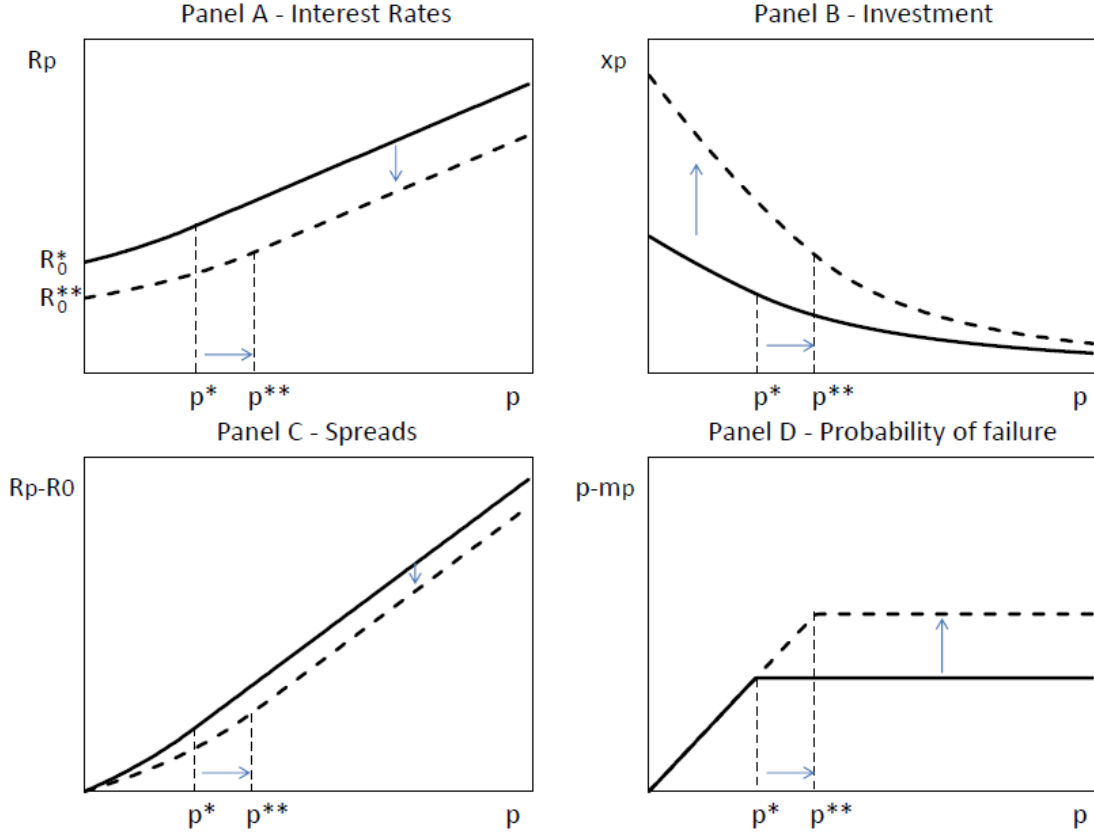 Panel A - Interest Rates
Rp
R*0
R**0
p* p** p
Panel B - Investment
xp
p* p** p
Panel C - Spreads
Rp-R0
p* p** p
Panel D - Probability of failure
p-mp
p* p** p